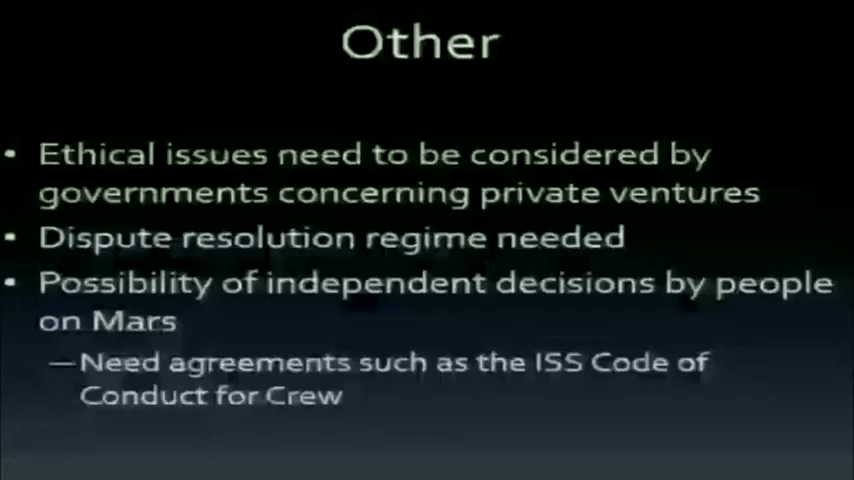 Other
• Ethical issues need to be considered by
governments concerning private ventures
• Dispute resolution regime needed
• Possibility of independent decisions by people
on Mars
—Need agreements such as the ISS Code of
Conduct for Crew